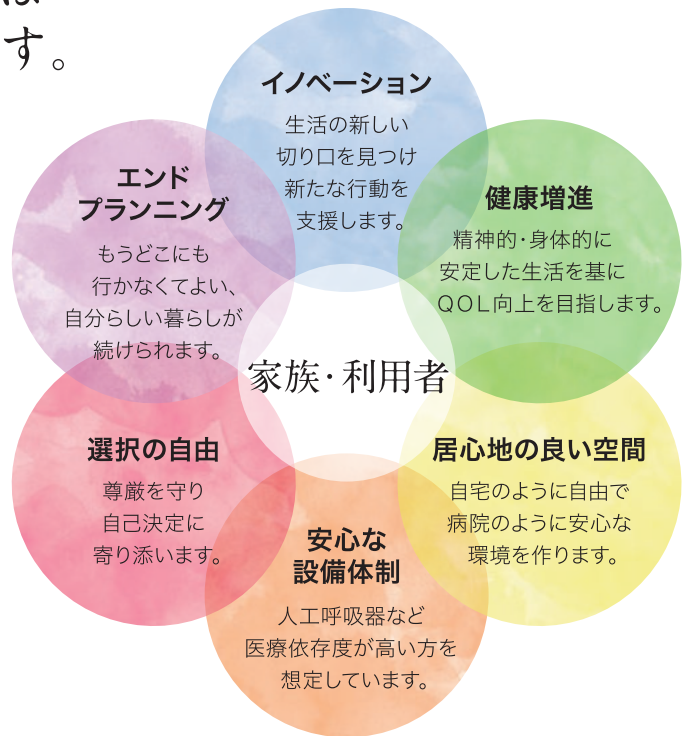 は
す。
イノベーション
生活の新しい
切り口を見つけ
新たな行動を
支援します。
健康増進
精神的・身体的に
安定した生活を基に
QOL向上を目指します。
居心地の良い空間
自宅のように自由で
病院のように安心な
環境を作ります。
安心な
設備体制
人工呼吸器など
医療依存度が高い方を
想定しています。
選択の自由
尊厳を守り
自己決定に
寄り添います。
エンド
プランニング
もうどこにも
行かなくてよい、
自分らしい暮らしが
続けられます。
家族・利用者